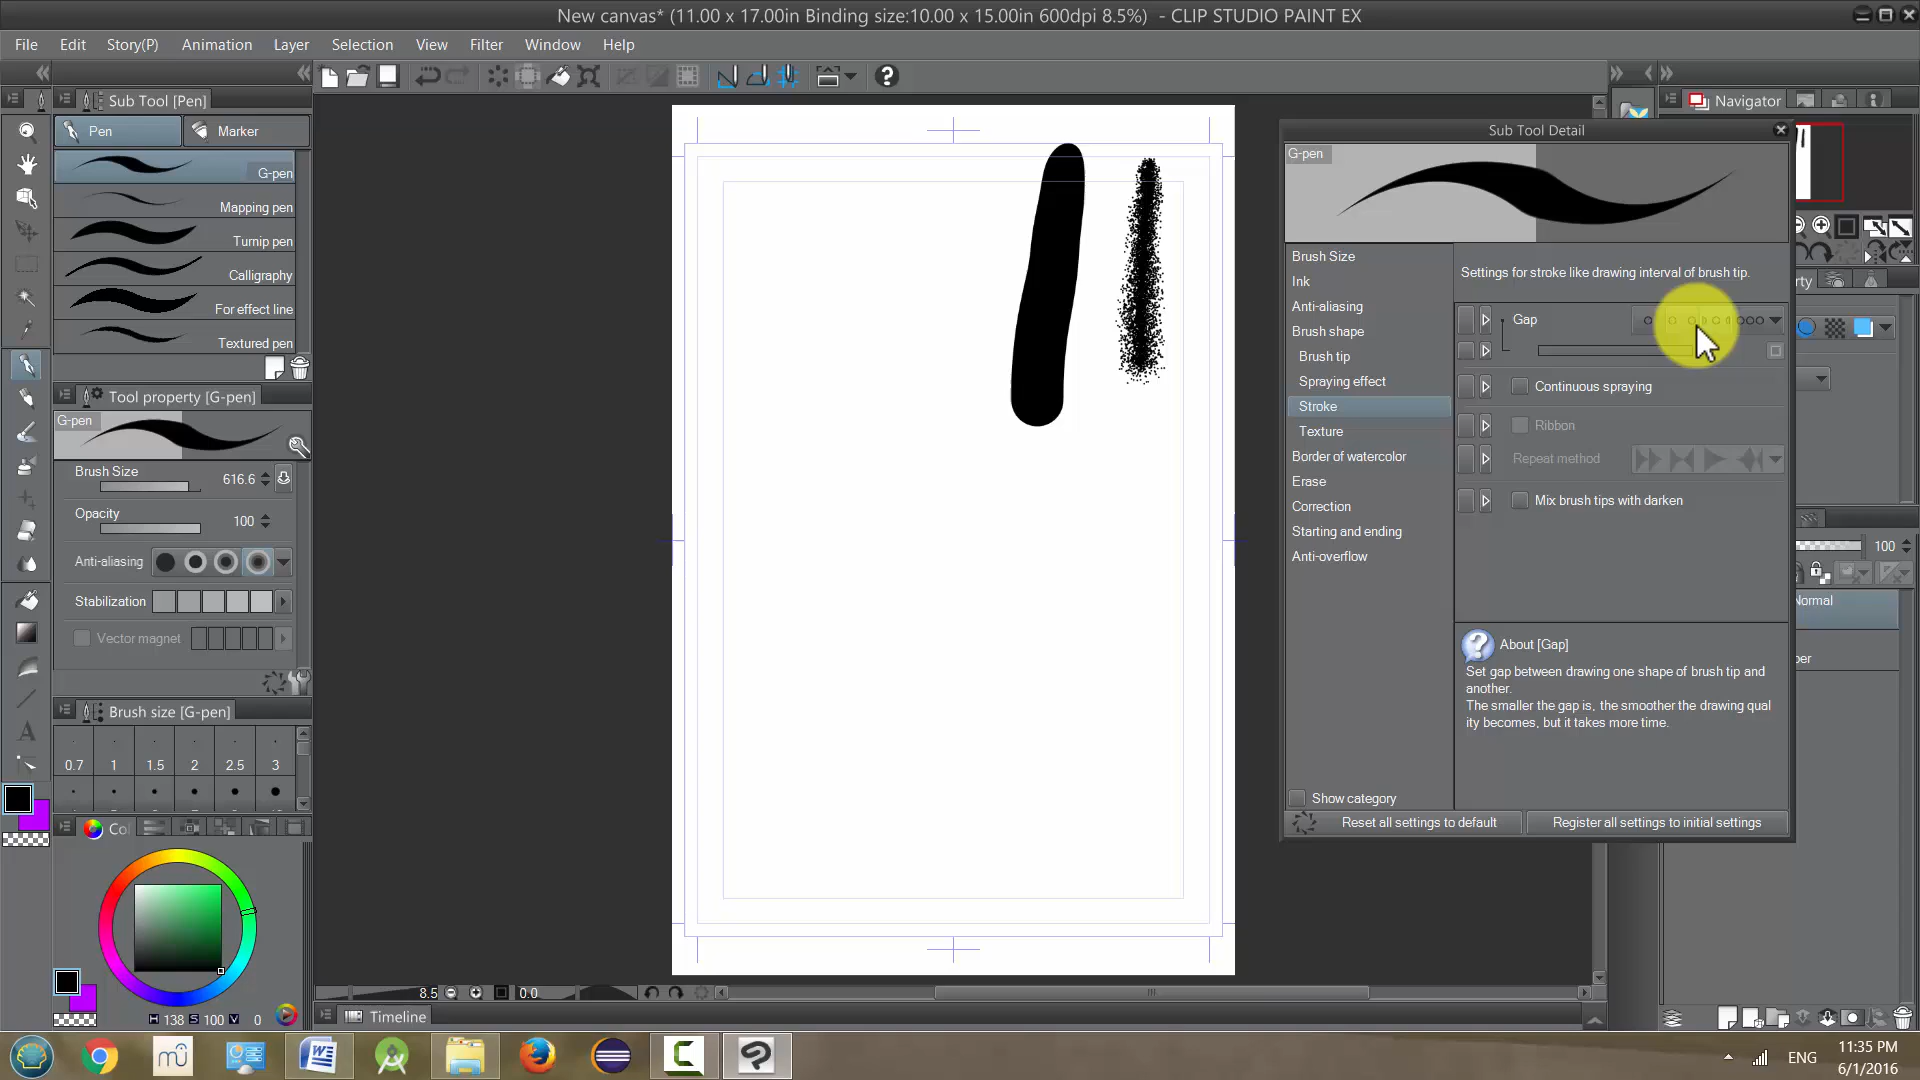 New canvas* (11.00 x 17.00in Binding size:10.00 x 15.00in 600dpi 8.5%) - CLIP STUDIO PAINT EX
File Edit Story(P) Animation Layer Selection View Filter Window Help
Sub Tool [Pen]
Pen
Marker
G-pen
Mapping pen
Turnip pen
Calligraphy
For effect line
Textured pen
Tool property [G-pen]
G-pen
Brush Size 616.6
Opacity 100
Anti-aliasing
Stabilization
Vector magnet
Brush size [G-pen]
0.7 1 1.5 2 2.5 3
Col
H 138 S 100 V 0
8.5
0.0
Timeline
Sub Tool Detail
G-pen
Brush Size
Ink
Anti-aliasing
Brush shape
Brush tip
Spraying effect
Stroke
Texture
Border of watercolor
Erase
Correction
Starting and ending
Anti-overflow
Show category
Settings for stroke like drawing interval of brush tip.
Gap
Continuous spraying
Ribbon
Repeat method
Mix brush tips with darken
About [Gap]
Set gap between drawing one shape of brush tip and
another.
The smaller the gap is, the smoother the drawing qual
ity becomes, but it takes more time.
Reset all settings to default
Register all settings to initial settings
Navigator
rty
100
Normal
per
ENG
11:35 PM
6/1/2016